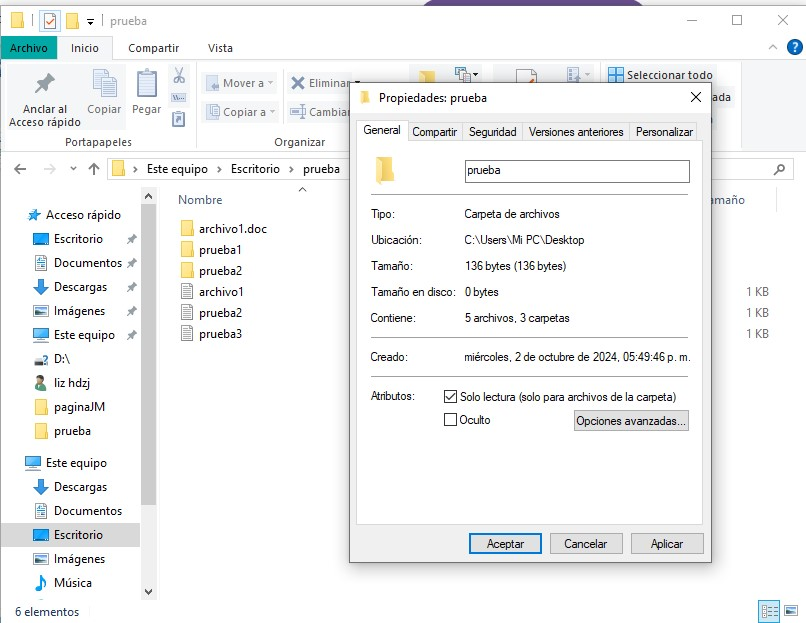 prueba
Archivo Inicio Compartir Vista
Anclar al
Acceso rápido
Copiar
Pegar
Mover a
Copiar a
Eliminar
Cambiar
Seleccionar todo
Portapapeles
Organizar
Este equipo > Escritorio > prueba
Nombre
Acceso rápido
Escritorio
Documentos
Descargas
Imágenes
Este equipo
D:\
liz hdzj
paginaJM
prueba
Este equipo
Descargas
Documentos
Escritorio
Imágenes
Música
6 elementos
archivo1.doc
prueba1
prueba2
archivo1
prueba2
prueba3
1 KB
1 KB
1 KB
Propiedades: prueba
General Compartir Seguridad Versiones anteriores Personalizar
prueba
Tipo: Carpeta de archivos
Ubicación: C:\Users\Mi PC\Desktop
Tamaño: 136 bytes (136 bytes)
Tamaño en disco: 0 bytes
Contiene: 5 archivos, 3 carpetas
Creado: miércoles, 2 de octubre de 2024, 05:49:46 p. m.
Atributos: Solo lectura (solo para archivos de la carpeta)
Oculto
Opciones avanzadas...
Aceptar Cancelar Aplicar